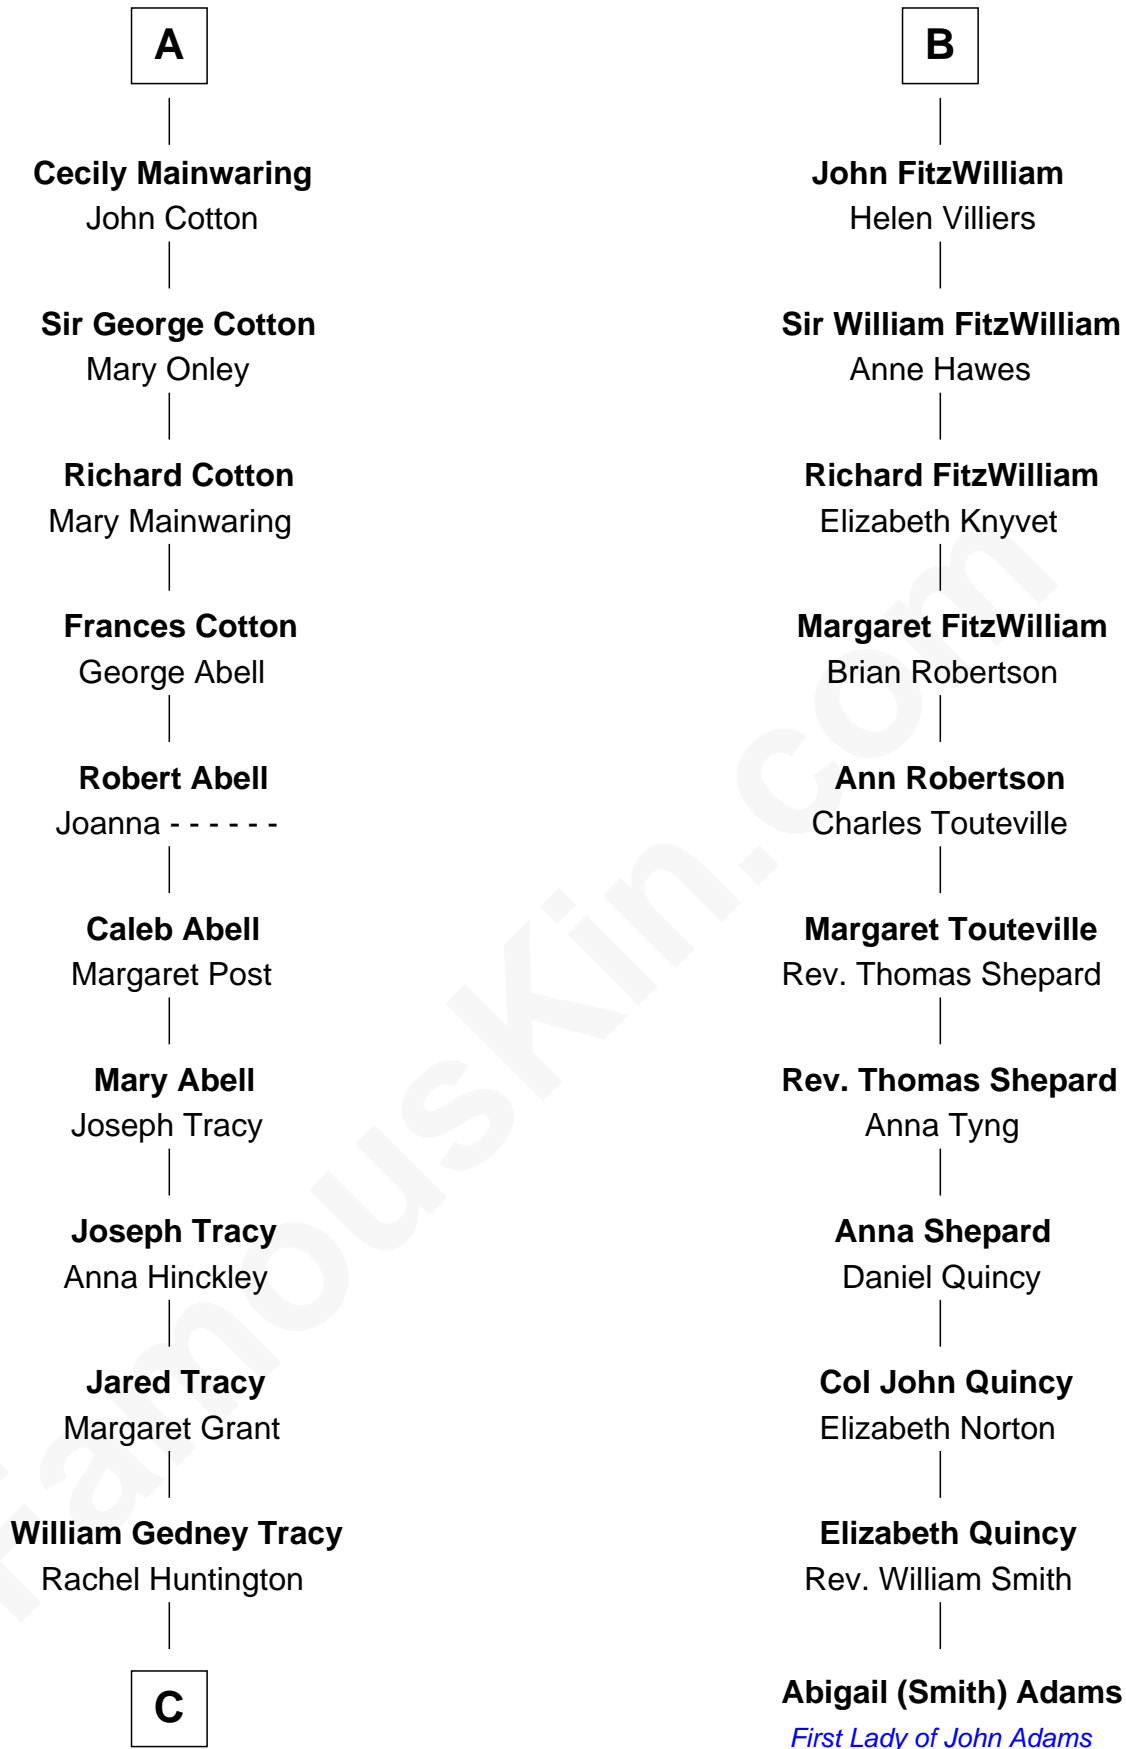 A
Cecily Mainwaring
John Cotton
Sir George Cotton
Mary Onley
Richard Cotton
Mary Mainwaring
Frances Cotton
George Abell
Robert Abell
Joanna - - - - - -
Caleb Abell
Margaret Post
Mary Abell
Joseph Tracy
Joseph Tracy
Anna Hinckley
Jared Tracy
Margaret Grant
William Gedney Tracy
Rachel Huntington
C
B
John FitzWilliam
Helen Villiers
Sir William FitzWilliam
Anne Hawes
Richard FitzWilliam
Elizabeth Knyvet
Margaret FitzWilliam
Brian Robertson
Ann Robertson
Charles Touteville
Margaret Touteville
Rev. Thomas Shepard
Rev. Thomas Shepard
Anna Tyng
Anna Shepard
Daniel Quincy
Col John Quincy
Elizabeth Norton
Elizabeth Quincy
Rev. William Smith
Abigail (Smith) Adams
First Lady of John Adams
FamousKin.com